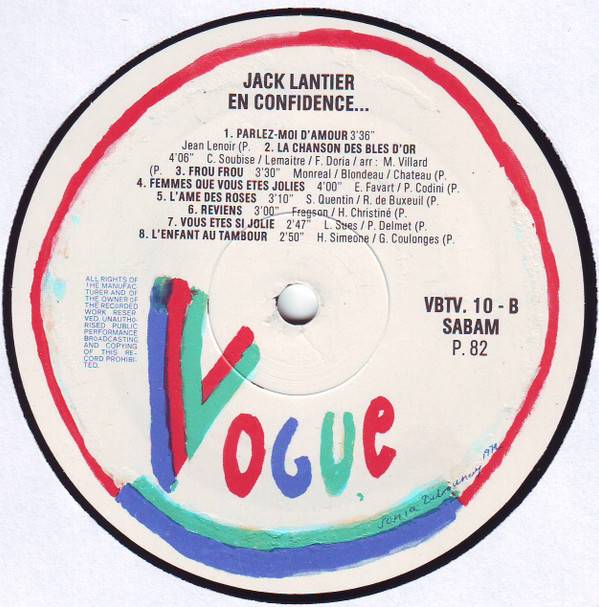 JACK LANTIER
EN CONFIDENCE...
1. PARLEZ-MOI D'AMOUR 3'36"
Jean Lenoir (P. 2. LA CHANSON DES BLES D'OR
4'06" C. Soubise / Lemaitre / F. Doria / arr : M. Villard
(P. 3. FROU FROU 3'30" Monreal / Blondeau / Chateau (P.
4. FEMMES QUE VOUS ETES JOLIES 4'00" E. Favart / P. Codini (P.
5. L'AME DES ROSES 3'10" S. Quentin / R. de Buxeuil (P.
6. REVIENS 3'00" Fragson / H. Christiné (P.
7. VOUS ETES SI JOLIE 2'47" L. Sues / P. Delmet (P.
8. L'ENFANT AU TAMBOUR 2'50" H. Simeone / G. Coulonges (P.
ALL RIGHTS OF
THE MANUFAC
TURER AND OF
THE OWNER OF
THE RECORDED
WORK RESER
VED. UNAUTHO-
RISED PUBLIC
PERFORMANCE
BROADCASTING
AND COPYING
OF THIS RE-
CORD PROHIBI-
TED.
VBTV. 10 - B
SABAM
P. 82
VOGUE
Sonia Delaunay 1974